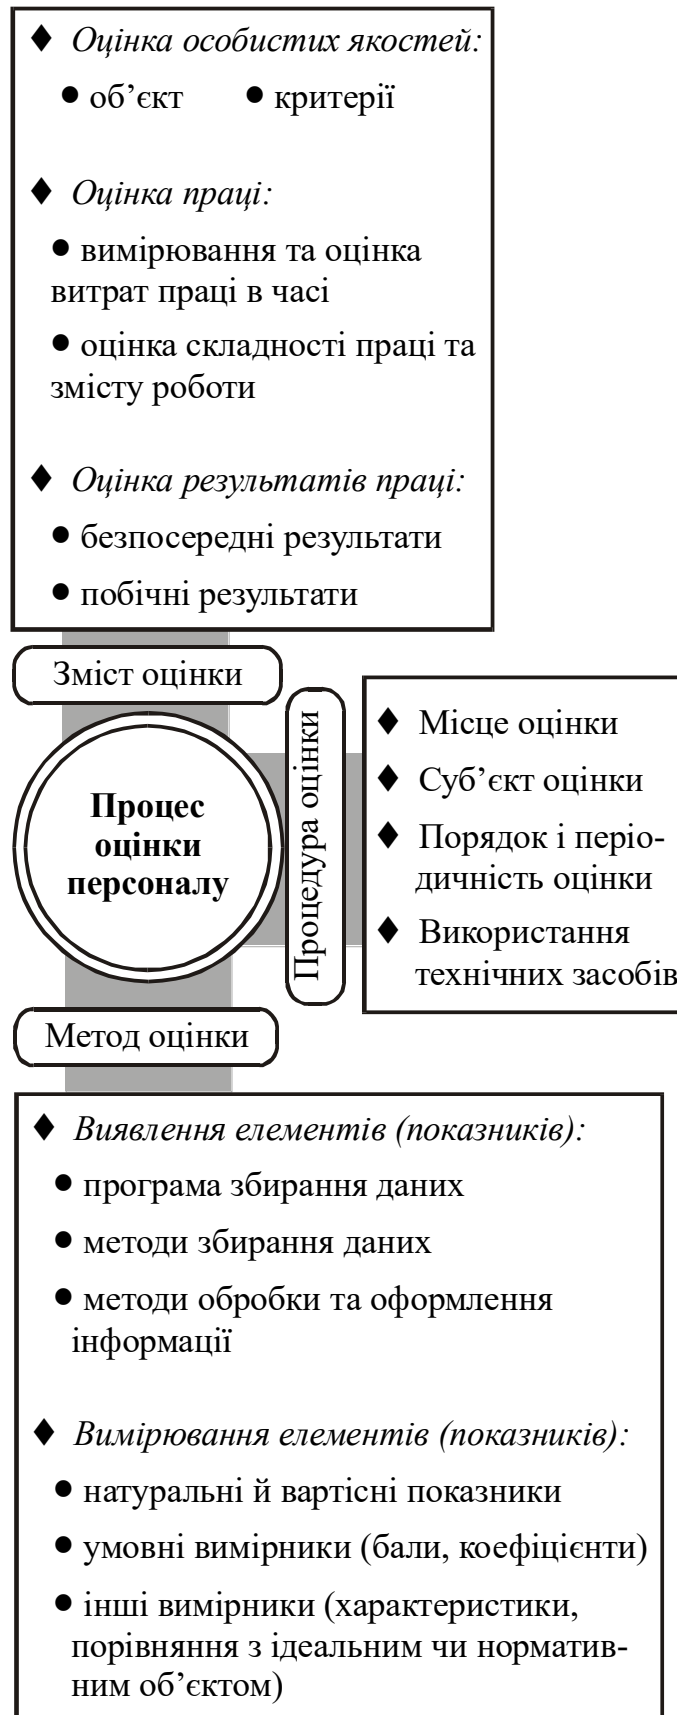 ♦ Оцінка особистих якостей:
● об’єкт ● критерії
♦ Оцінка праці:
● вимірювання та оцінка
витрат праці в часі
● оцінка складності праці та
змісту роботи
♦ Оцінка результатів праці:
● безпосередні результати
● побічні результати
Зміст оцінки
Процес
оцінки
персоналу
Процедура оцінки
♦ Місце оцінки
♦ Суб’єкт оцінки
♦ Порядок і періо-
дичність оцінки
♦ Використання
технічних засобів
Метод оцінки
♦ Виявлення елементів (показників):
● програма збирання даних
● методи збирання даних
● методи обробки та оформлення
інформації
♦ Вимірювання елементів (показників):
● натуральні й вартісні показники
● умовні вимірники (бали, коефіцієнти)
● інші вимірники (характеристики,
порівняння з ідеальним чи норматив-
ним об’єктом)